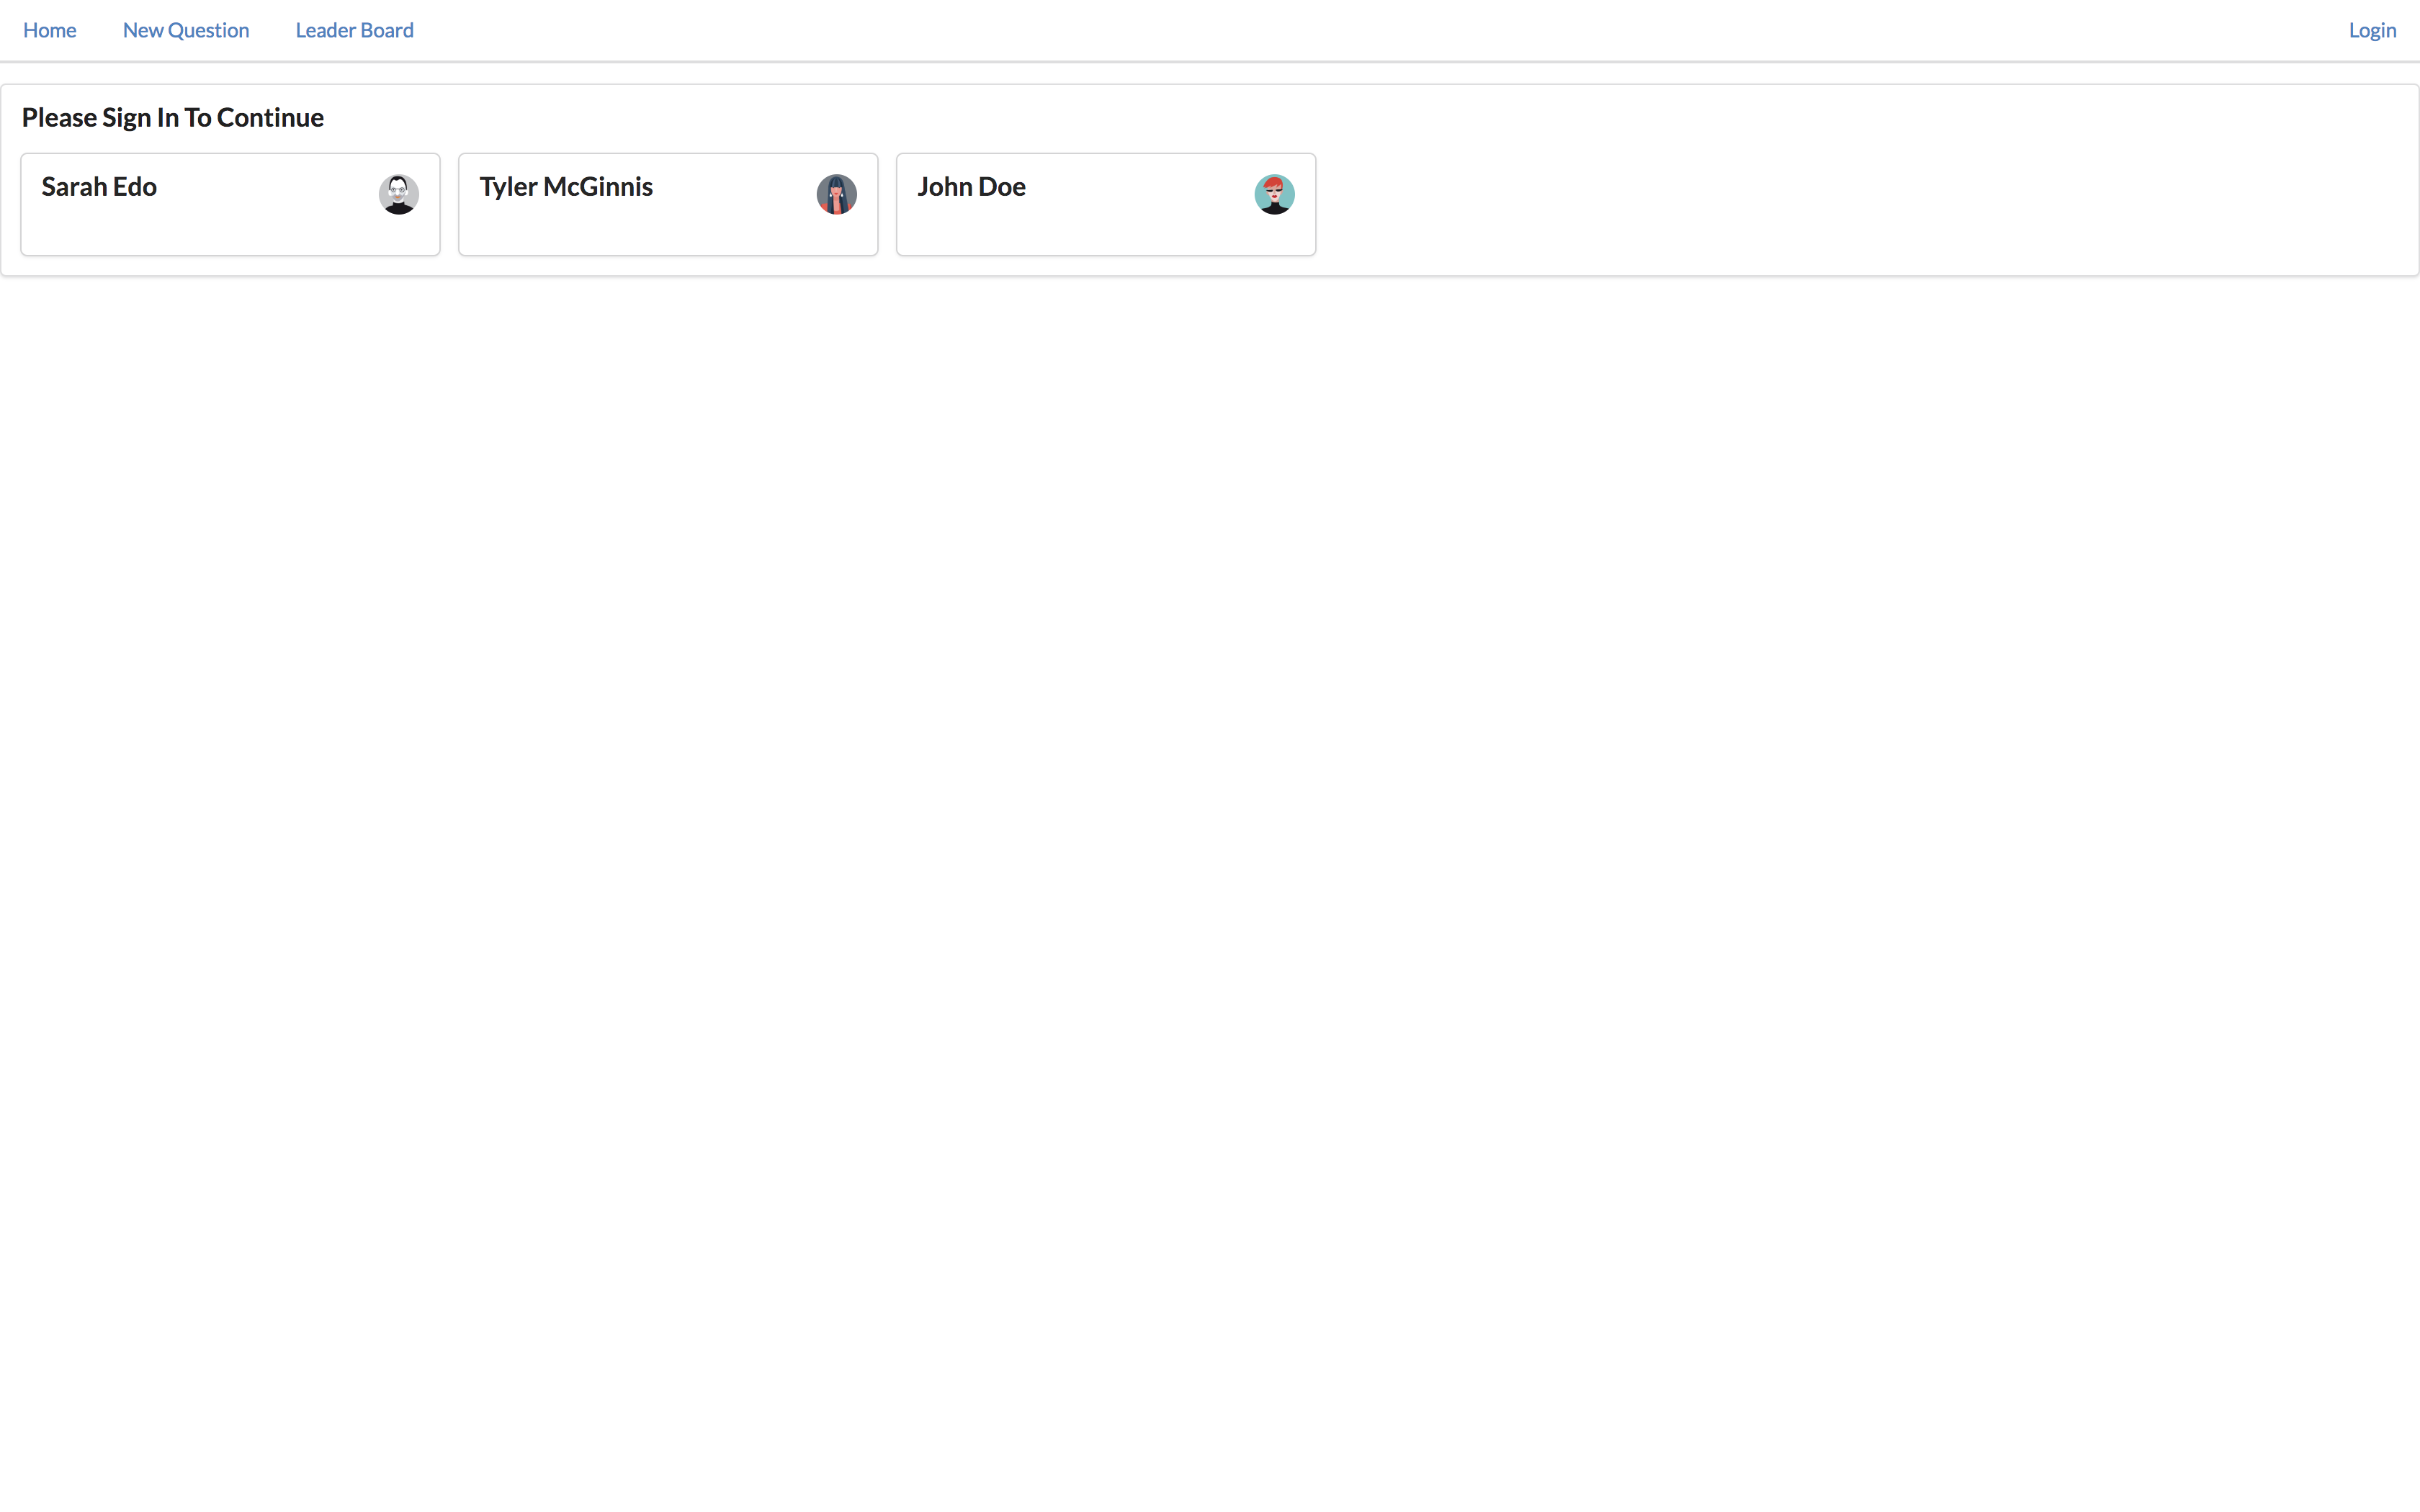 Home New Question Leader Board Login
Please Sign In To Continue
Sarah Edo
Tyler McGinnis
John Doe